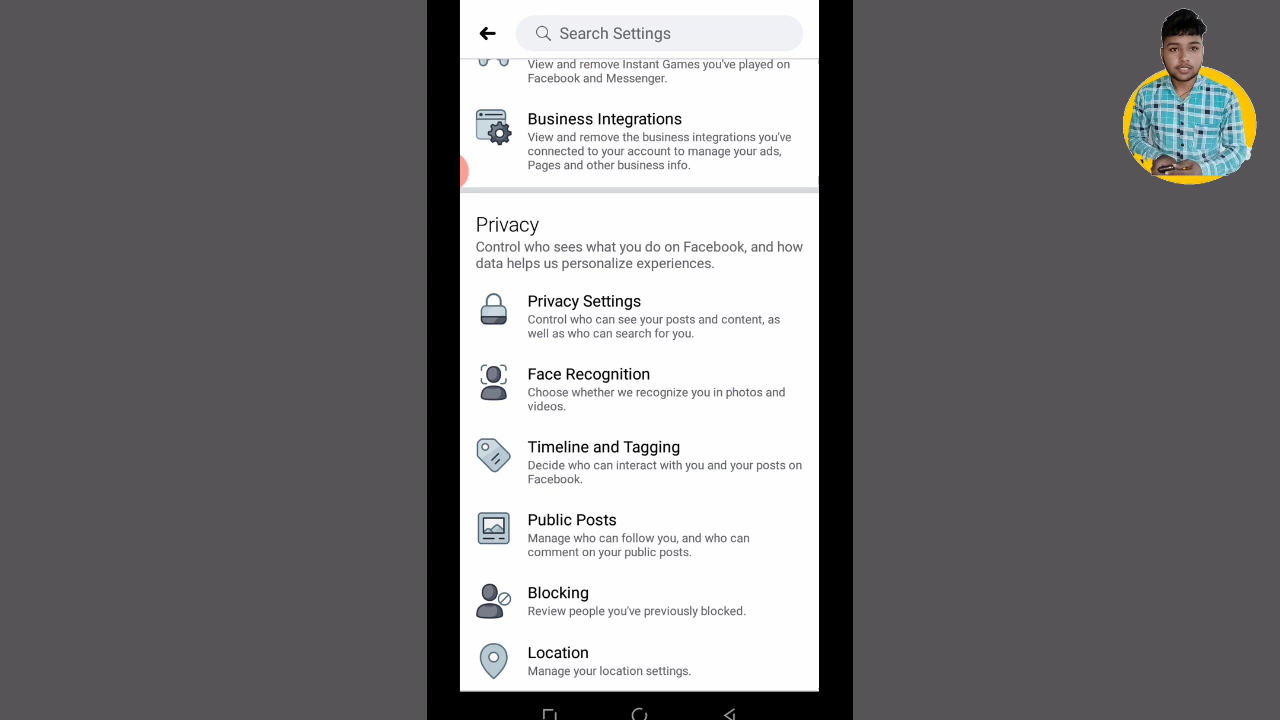 Search Settings
View and remove Instant Games you've played on
Facebook and Messenger.
Business Integrations
View and remove the business integrations you've
connected to your account to manage your ads,
Pages and other business info.
Privacy
Control who sees what you do on Facebook, and how
data helps us personalize experiences.
Privacy Settings
Control who can see your posts and content, as
well as who can search for you.
Face Recognition
Choose whether we recognize you in photos and
videos.
Timeline and Tagging
Decide who can interact with you and your posts on
Facebook.
Public Posts
Manage who can follow you, and who can
comment on your public posts.
Blocking
Review people you've previously blocked.
Location
Manage your location settings.